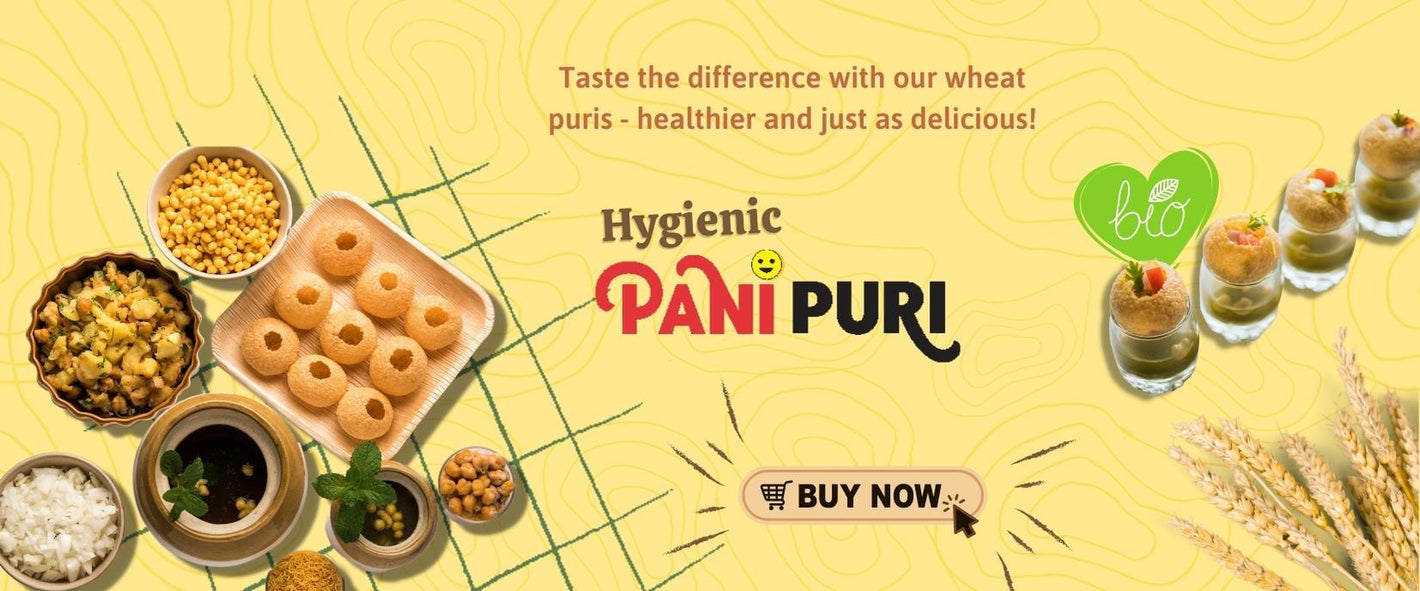 Taste the difference with our wheat
puris - healthier and just as delicious!
Hygienic
PANI PURI
bio
BUY NOW